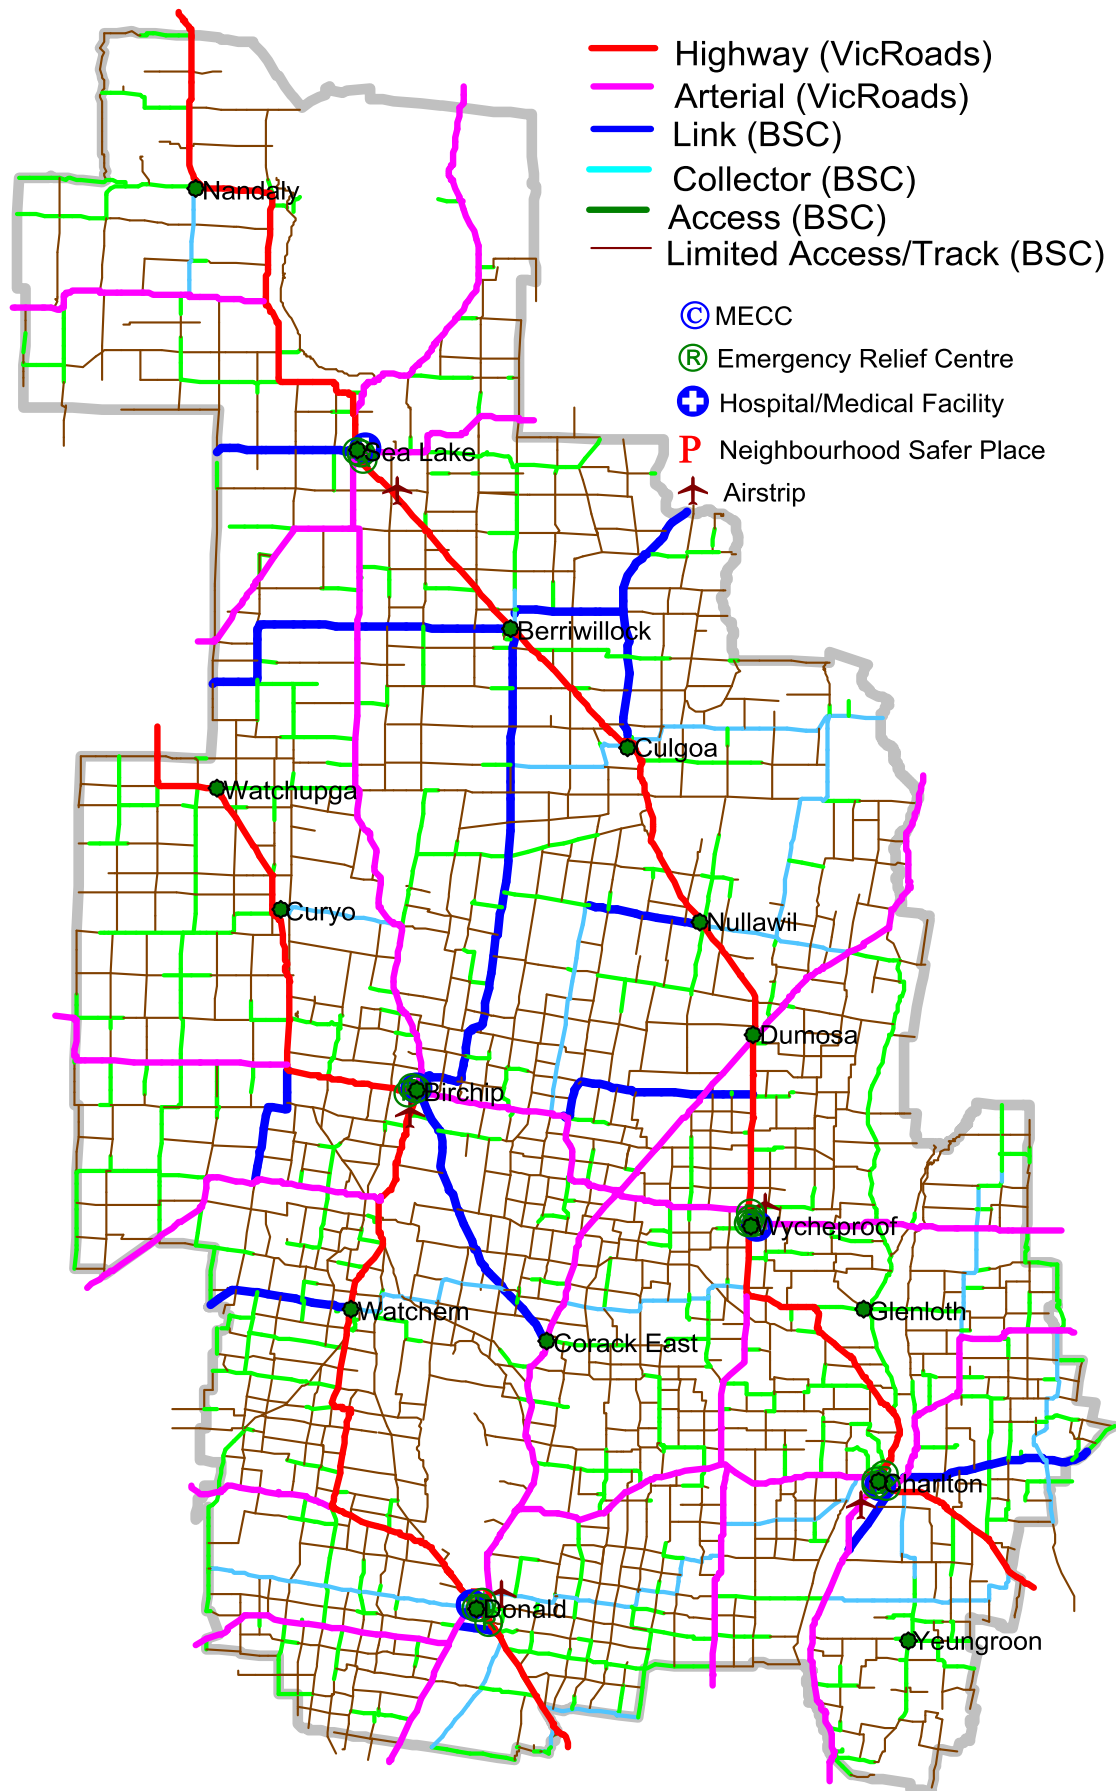 Highway (VicRoads)
Arterial (VicRoads)
Link (BSC)
Collector (BSC)
Access (BSC)
Limited Access/Track (BSC)
© MECC
® Emergency Relief Centre
Hospital/Medical Facility
P Neighbourhood Safer Place
Airstrip
Nandaly
Sea Lake
Berriwillock
Culgoa
Watchupga
Curyo
Nullawil
Dumosa
Birchip
Wycheproof
Watchem
Glenloth
Corack East
Charlton
Donald
Yeungroon